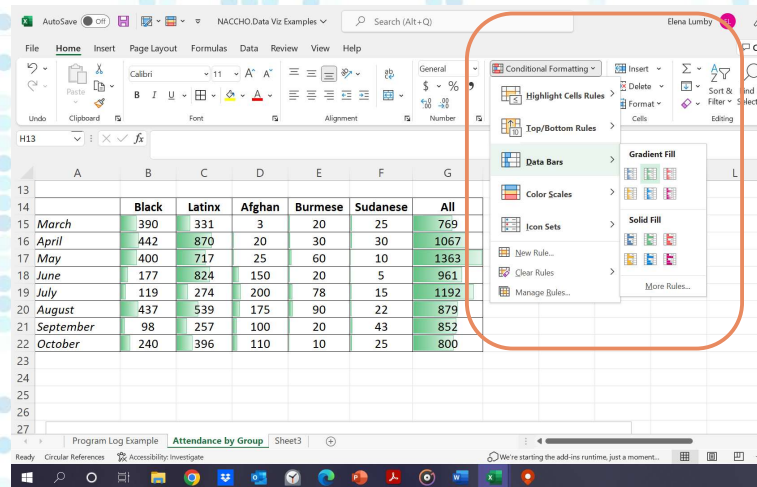 AutoSave Off NACCHO.Data Viz Examples Search (Alt+Q) Elena Lumby
File Home Insert Page Layout Formulas Data Review View Help
Paste
Calibri 11 A^ A˅ General Conditional Formatting Insert Σ
B I U A ab $ % 9 Delete
Format Sort & Filter Select
Undo Clipboard Font Alignment Number Cells Editing
H13 fx
Highlight Cells Rules
Top/Bottom Rules
Data Bars
Color Scales
Icon Sets
New Rule...
Clear Rules
Manage Rules...
Gradient Fill
Solid Fill
More Rules...
A B C D E F G L
13
14 Black Latinx Afghan Burmese Sudanese All
15 March 390 331 3 20 25 769
16 April 442 870 20 30 30 1067
17 May 400 717 25 60 10 1363
18 June 177 824 150 20 5 961
19 July 119 274 200 78 15 1192
20 August 437 539 175 90 22 879
21 September 98 257 100 20 43 852
22 October 240 396 110 10 25 800
23
24
25
26
27
Program Log Example Attendance by Group Sheet3
Ready Circular References Accessibility: Investigate We're starting the add-ins runtime, just a moment...